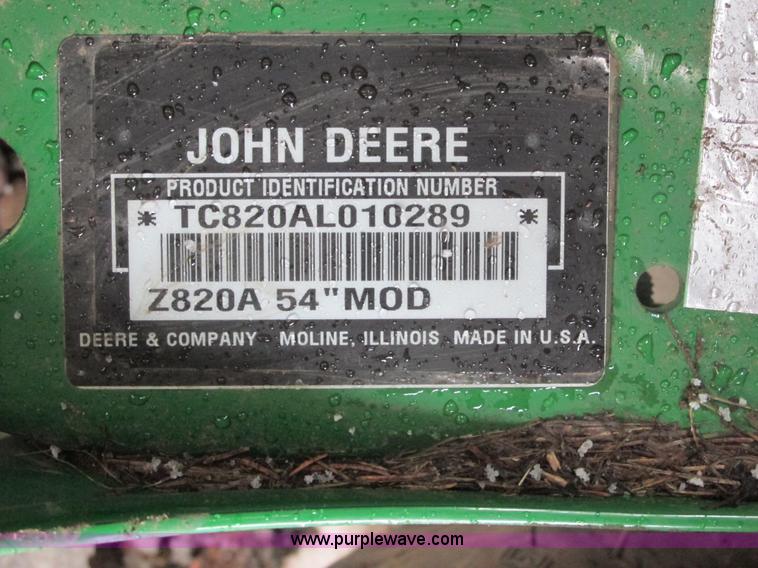 JOHN DEERE
PRODUCT IDENTIFICATION NUMBER
* TC820AL010289 *
Z820A 54"MOD
DEERE & COMPANY MOLINE, ILLINOIS MADE IN U.S.A.
www.purplewave.com